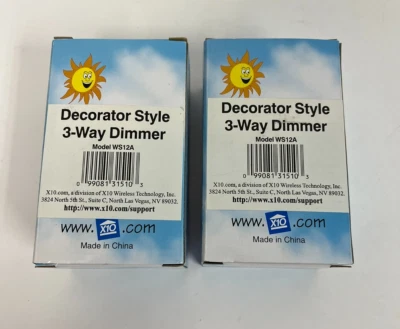 Decorator Style
3-Way Dimmer
Model WS12A
0 99081 31510 3
X10.com, a division of X10 Wireless Technology, Inc.
3824 North 5th St., Suite C, North Las Vegas, NV 89032.
http://www.x10.com/support
www.X10.com
Made in China
Decorator Style
3-Way Dimmer
Model WS12A
0 99081 31510 3
X10.com, a division of X10 Wireless Technology, Inc.
3824 North 5th St., Suite C, North Las Vegas, NV 89032.
http://www.x10.com/support
www.X10.com
Made in China